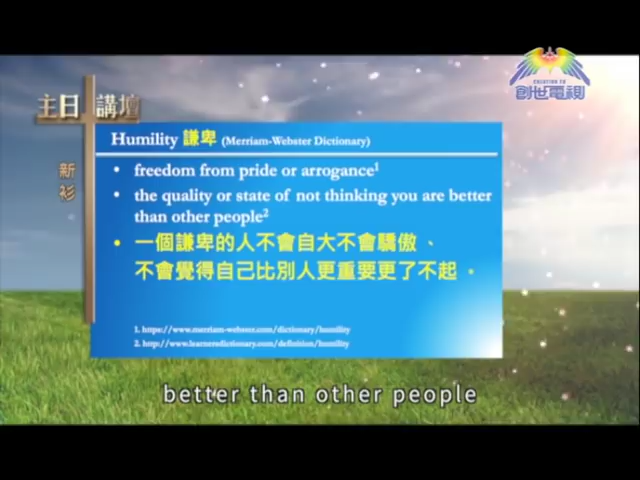 CREATION TV
創世電視
主日講壇
新衫
Humility 謙卑 (Merriam-Webster Dictionary)
• freedom from pride or arrogance1
• the quality or state of not thinking you are better
than other people2
• 一個謙卑的人不會自大不會驕傲、
不會覺得自己比別人更重要更了不起。
1. https://www.merriam-webster.com/dictionary/humility
2. http://www.learnersdictionary.com/definition/humility
better than other people